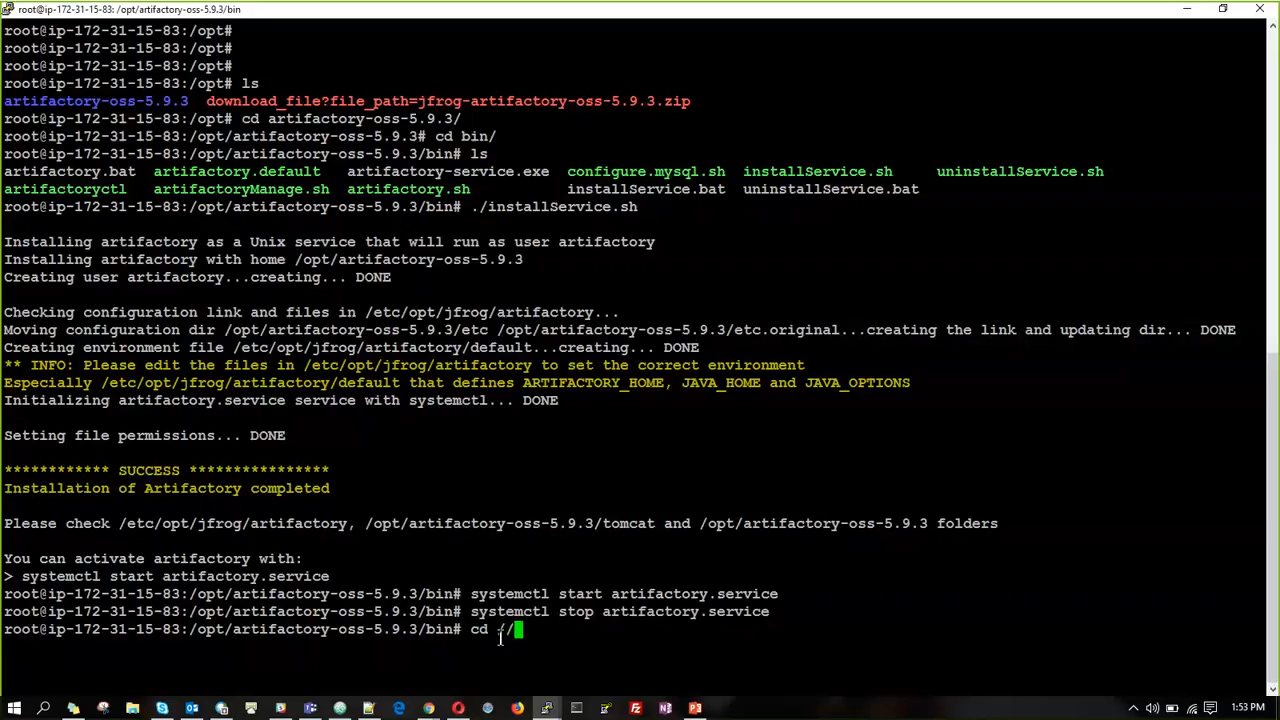 root@ip-172-31-15-83: /opt/artifactory-oss-5.9.3/bin
root@ip-172-31-15-83:/opt#
root@ip-172-31-15-83:/opt#
root@ip-172-31-15-83:/opt#
root@ip-172-31-15-83:/opt# ls
artifactory-oss-5.9.3  download_file?file_path=jfrog-artifactory-oss-5.9.3.zip
root@ip-172-31-15-83:/opt# cd artifactory-oss-5.9.3/
root@ip-172-31-15-83:/opt/artifactory-oss-5.9.3# cd bin/
root@ip-172-31-15-83:/opt/artifactory-oss-5.9.3/bin# ls
artifactory.bat  artifactory.default  artifactory-service.exe  configure.mysql.sh  installService.sh  uninstallService.sh
artifactoryctl  artifactoryManage.sh  artifactory.sh  installService.bat  uninstallService.bat
root@ip-172-31-15-83:/opt/artifactory-oss-5.9.3/bin# ./installService.sh
Installing artifactory as a Unix service that will run as user artifactory
Installing artifactory with home /opt/artifactory-oss-5.9.3
Creating user artifactory...creating... DONE
Checking configuration link and files in /etc/opt/jfrog/artifactory...
Moving configuration dir /opt/artifactory-oss-5.9.3/etc /opt/artifactory-oss-5.9.3/etc.original...creating the link and updating dir... DONE
Creating environment file /etc/opt/jfrog/artifactory/default...creating... DONE
** INFO: Please edit the files in /etc/opt/jfrog/artifactory to set the correct environment
Especially /etc/opt/jfrog/artifactory/default that defines ARTIFACTORY_HOME, JAVA_HOME and JAVA_OPTIONS
Initializing artifactory.service service with systemctl... DONE
Setting file permissions... DONE
************ SUCCESS ****************
Installation of Artifactory completed
Please check /etc/opt/jfrog/artifactory, /opt/artifactory-oss-5.9.3/tomcat and /opt/artifactory-oss-5.9.3 folders
You can activate artifactory with:
> systemctl start artifactory.service
root@ip-172-31-15-83:/opt/artifactory-oss-5.9.3/bin# systemctl start artifactory.service
root@ip-172-31-15-83:/opt/artifactory-oss-5.9.3/bin# systemctl stop artifactory.service
root@ip-172-31-15-83:/opt/artifactory-oss-5.9.3/bin# cd
1:53 PM